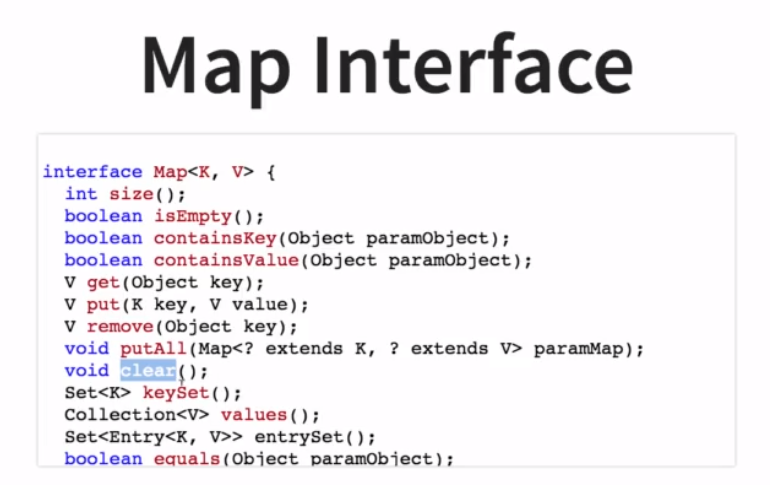 Map Interface
interface Map<K, V> {
int size();
boolean isEmpty();
boolean containsKey(Object paramObject);
boolean containsValue(Object paramObject);
V get(Object key);
V put(K key, V value);
V remove(Object key);
void putAll(Map<? extends K, ? extends V> paramMap);
void clear();
Set<K> keySet();
Collection<V> values();
Set<Entry<K, V>> entrySet();
boolean equals(Object paramObject);